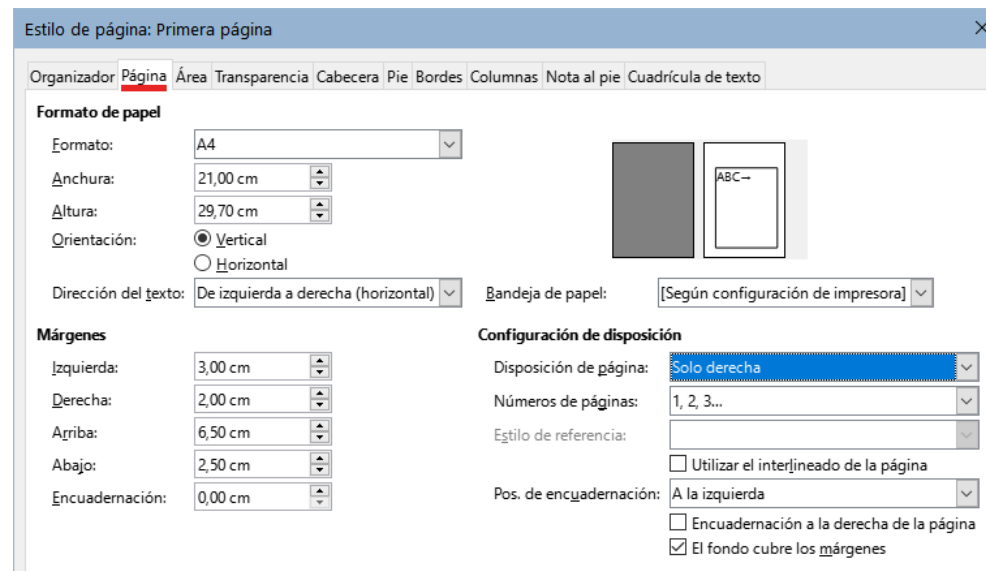 Estilo de página: Primera página
Organizador Página Área Transparencia Cabecera Pie Bordes Columnas Nota al pie Cuadrícula de texto
Formato de papel
Formato: A4
Anchura: 21,00 cm
ABC→
Altura: 29,70 cm
Orientación: Vertical
Horizontal
Dirección del texto: De izquierda a derecha (horizontal) Bandeja de papel: [Según configuración de impresora]
Márgenes
Izquierda: 3,00 cm
Derecha: 2,00 cm
Arriba: 6,50 cm
Abajo: 2,50 cm
Encuadernación: 0,00 cm
Configuración de disposición
Disposición de página: Solo derecha
Números de páginas: 1, 2, 3...
Estilo de referencia:
Utilizar el interlineado de la página
Pos. de encuadernación: A la izquierda
Encuadernación a la derecha de la página
El fondo cubre los márgenes